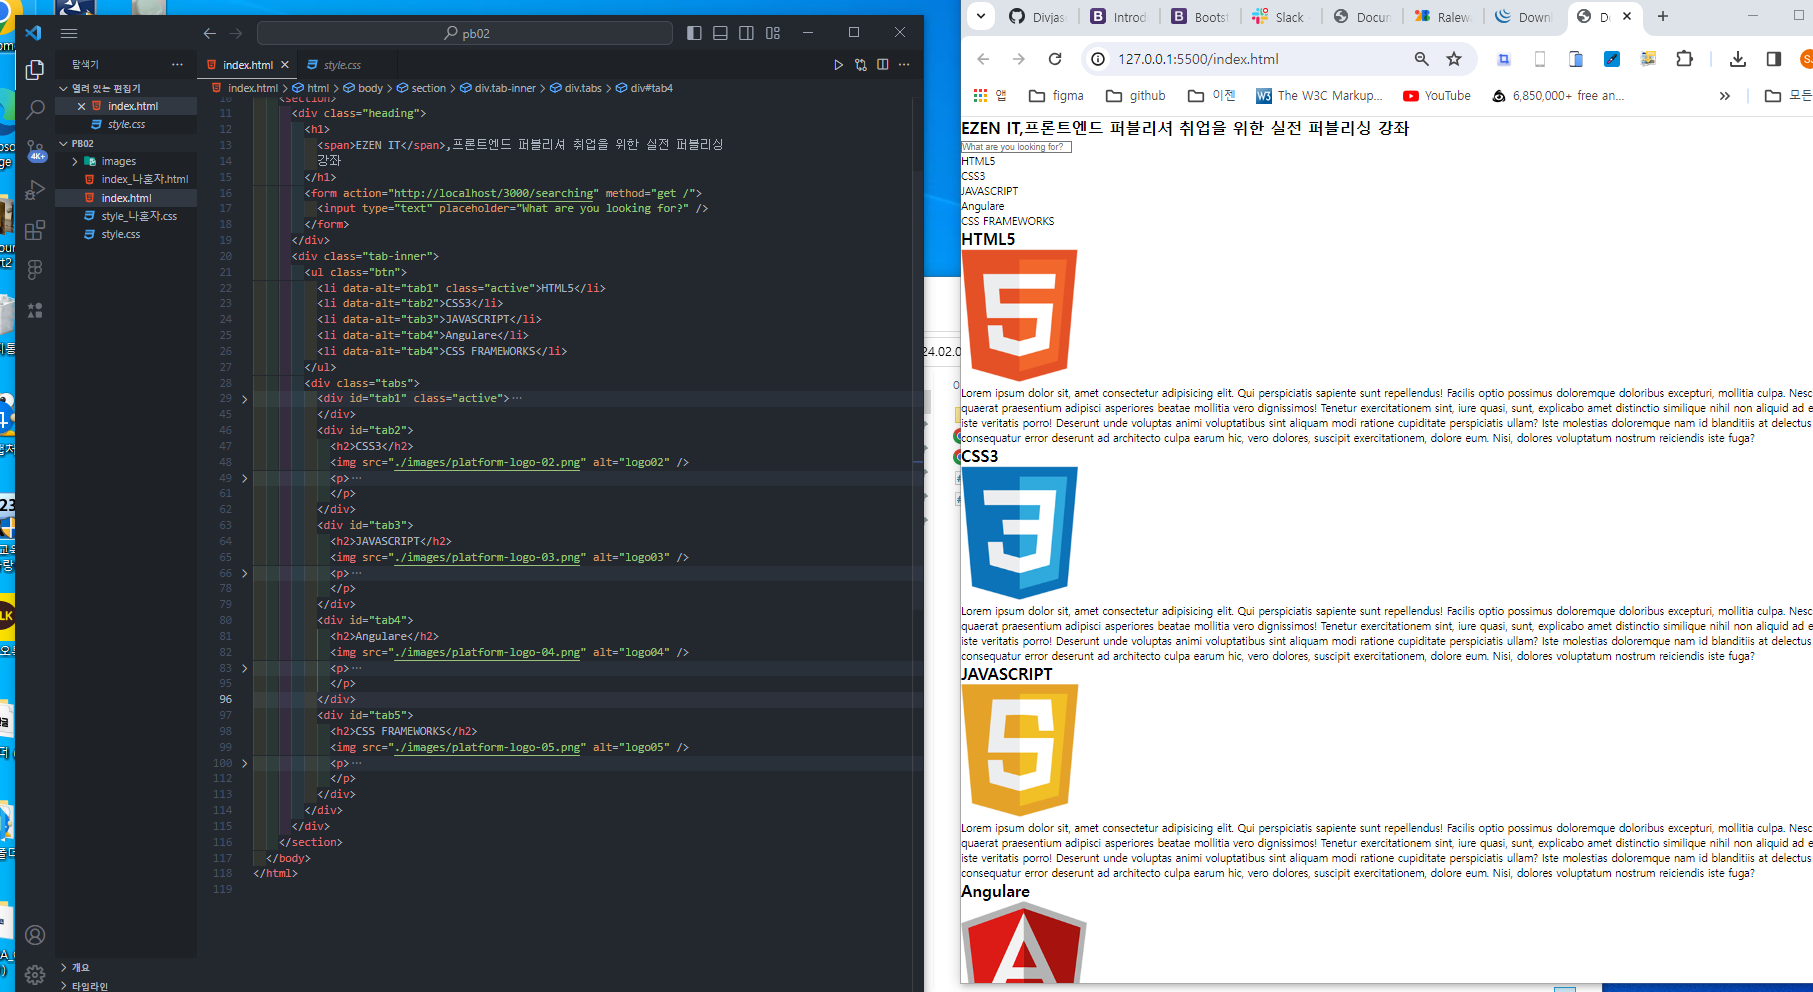 pb02
탐색기
index.html
style.css
열려 있는 편집기
index.html
style.css
PB02
images
index_나혼자.html
index.html
style_나혼자.css
style.css
4K+
개요
타임라인
index.html > html > body > section > div.tab-inner > div.tabs > div#tab4
10 <section>
11 <div class="heading">
12 <h1>
13 <span>EZEN IT</span>,프론트엔드 퍼블리셔 취업을 위한 실전 퍼블리싱
14 강좌
15 </h1>
16 <form action="http://localhost/3000/searching" method="get /">
17 <input type="text" placeholder="What are you looking for?" />
18 </form>
19 </div>
20 <div class="tab-inner">
21 <ul class="btn">
22 <li data-alt="tab1" class="active">HTML5</li>
23 <li data-alt="tab2">CSS3</li>
24 <li data-alt="tab3">JAVASCRIPT</li>
25 <li data-alt="tab4">Angulare</li>
26 <li data-alt="tab4">CSS FRAMEWORKS</li>
27 </ul>
28 <div class="tabs">
29 <div id="tab1" class="active">…
45 </div>
46 <div id="tab2">
47 <h2>CSS3</h2>
48 <img src="./images/platform-logo-02.png" alt="logo02" />
49 <p>…
61 </p>
62 </div>
63 <div id="tab3">
64 <h2>JAVASCRIPT</h2>
65 <img src="./images/platform-logo-03.png" alt="logo03" />
66 <p>…
78 </p>
79 </div>
80 <div id="tab4">
81 <h2>Angulare</h2>
82 <img src="./images/platform-logo-04.png" alt="logo04" />
83 <p>…
95 </p>
96 </div>
97 <div id="tab5">
98 <h2>CSS FRAMEWORKS</h2>
99 <img src="./images/platform-logo-05.png" alt="logo05" />
100 <p>…
112 </p>
113 </div>
114 </div>
115 </div>
116 </section>
117 </body>
118 </html>
119
24.02.0
Divjas
Introd
Bootst
Slack
Docum
Ralew
Downl
Do
127.0.0.1:5500/index.html
앱
figma
github
이젠
The W3C Markup...
YouTube
6,850,000+ free an...
모든
EZEN IT,프론트엔드 퍼블리셔 취업을 위한 실전 퍼블리싱 강좌
What are you looking for?
HTML5
CSS3
JAVASCRIPT
Angulare
CSS FRAMEWORKS
HTML5
Lorem ipsum dolor sit, amet consectetur adipisicing elit. Qui perspiciatis sapiente sunt repellendus! Facilis optio possimus doloremque doloribus excepturi, mollitia culpa. Nesc
quaerat praesentium adipisci asperiores beatae mollitia vero dignissimos! Tenetur exercitationem sint, iure quasi, sunt, explicabo amet distinctio similique nihil non aliquid ad e
iste veritatis porro! Deserunt unde voluptas animi voluptatibus sint aliquam modi ratione cupiditate perspiciatis ullam? Iste molestias doloremque nam id blanditiis at delectus
consequatur error deserunt ad architecto culpa earum hic, vero dolores, suscipit exercitationem, dolore eum. Nisi, dolores voluptatum nostrum reiciendis iste fuga?
CSS3
Lorem ipsum dolor sit, amet consectetur adipisicing elit. Qui perspiciatis sapiente sunt repellendus! Facilis optio possimus doloremque doloribus excepturi, mollitia culpa. Nesc
quaerat praesentium adipisci asperiores beatae mollitia vero dignissimos! Tenetur exercitationem sint, iure quasi, sunt, explicabo amet distinctio similique nihil non aliquid ad e
iste veritatis porro! Deserunt unde voluptas animi voluptatibus sint aliquam modi ratione cupiditate perspiciatis ullam? Iste molestias doloremque nam id blanditiis at delectus
consequatur error deserunt ad architecto culpa earum hic, vero dolores, suscipit exercitationem, dolore eum. Nisi, dolores voluptatum nostrum reiciendis iste fuga?
JAVASCRIPT
Lorem ipsum dolor sit, amet consectetur adipisicing elit. Qui perspiciatis sapiente sunt repellendus! Facilis optio possimus doloremque doloribus excepturi, mollitia culpa. Nesc
quaerat praesentium adipisci asperiores beatae mollitia vero dignissimos! Tenetur exercitationem sint, iure quasi, sunt, explicabo amet distinctio similique nihil non aliquid ad e
iste veritatis porro! Deserunt unde voluptas animi voluptatibus sint aliquam modi ratione cupiditate perspiciatis ullam? Iste molestias doloremque nam id blanditiis at delectus
consequatur error deserunt ad architecto culpa earum hic, vero dolores, suscipit exercitationem, dolore eum. Nisi, dolores voluptatum nostrum reiciendis iste fuga?
Angulare